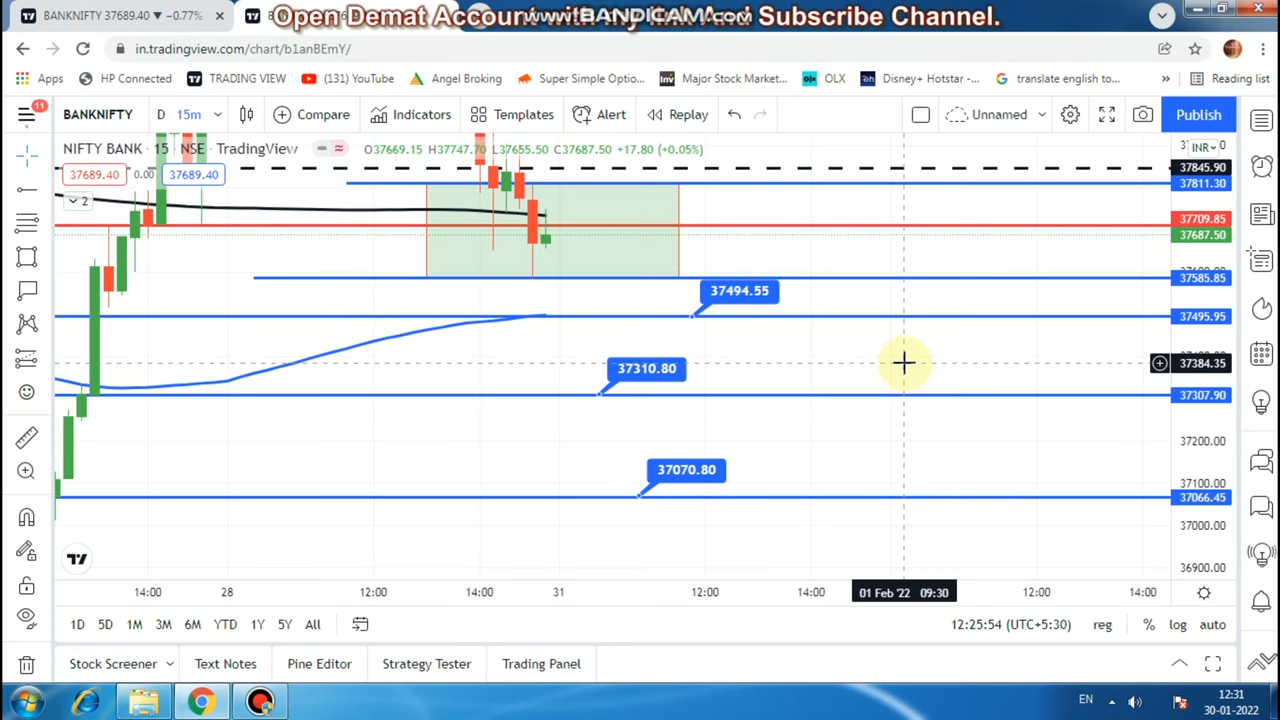 BANKNIFTY 37689.40 ▼ −0.77%
Open Demat Account with my link And Subscribe Channel.
www.BANDICAM.com
in.tradingview.com/chart/b1anBEmY/
Apps
HP Connected
TRADING VIEW
(131) YouTube
Angel Broking
Super Simple Optio...
Major Stock Market...
OLX
Disney+ Hotstar -...
translate english to...
»
Reading list
11
BANKNIFTY
D
15m
Compare
Indicators
Templates
Alert
Replay
Unnamed
Publish
NIFTY BANK · 15 · NSE · TradingView
O37669.15 H37747.70 L37655.50 C37687.50 +17.80 (+0.05%)
INR
37689.40
0.00
37689.40
2
37845.90
37811.30
37709.85
37687.50
37585.85
37494.55
37495.95
37384.35
37310.80
37307.90
37200.00
37070.80
37100.00
37066.45
37000.00
36900.00
14:00
28
12:00
14:00
31
12:00
14:00
01 Feb '22 09:30
12:00
14:00
1D
5D
1M
3M
6M
YTD
1Y
5Y
All
12:25:54 (UTC+5:30)
reg
%
log
auto
Stock Screener
Text Notes
Pine Editor
Strategy Tester
Trading Panel
EN
12:31
30-01-2022